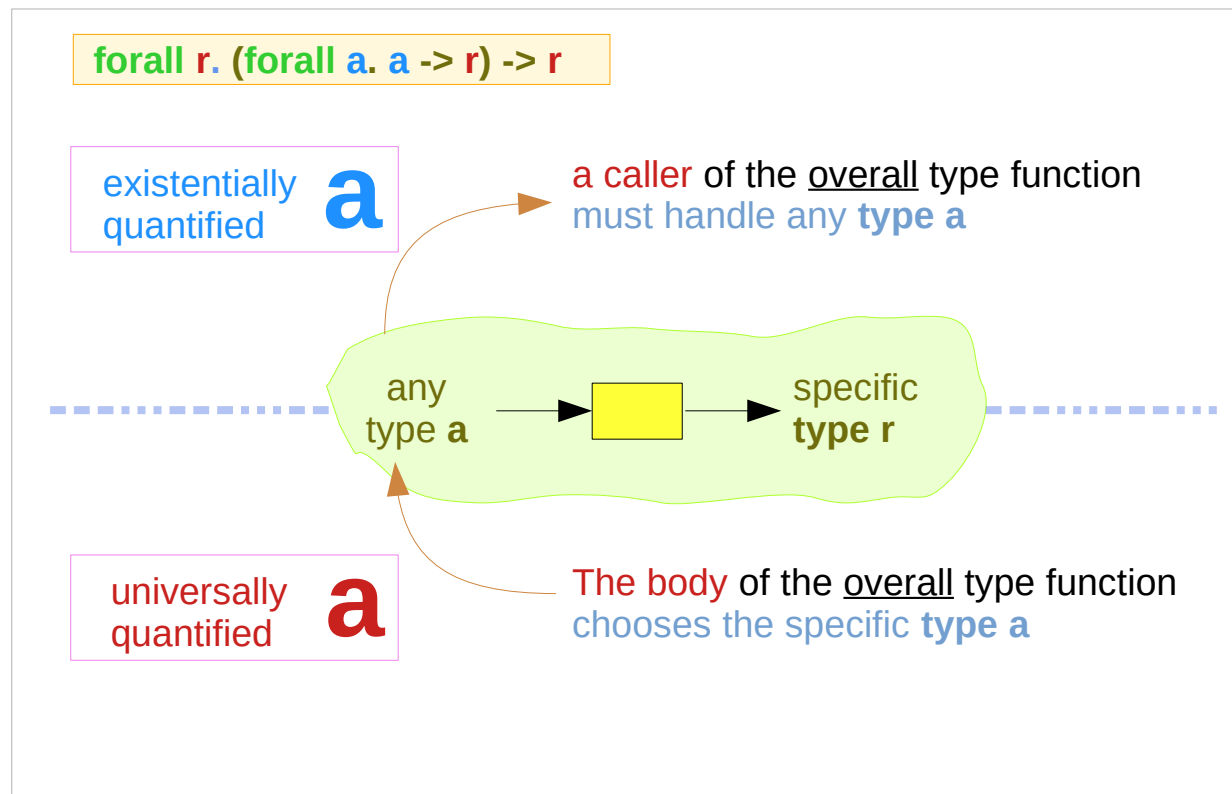 forall r. (forall a. a -> r) -> r
existentially
quantified
a
a caller of the overall type function
must handle any type a
any
type a
specific
type r
universally
quantified
a
The body of the overall type function
chooses the specific type a